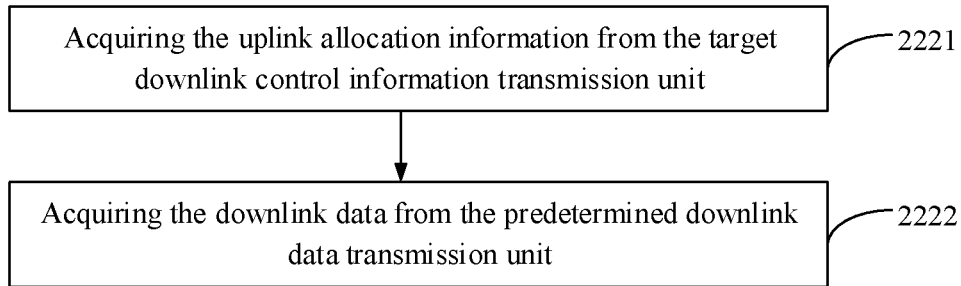 Acquiring the uplink allocation information from the target
downlink control information transmission unit
2221
Acquiring the downlink data from the predetermined downlink
data transmission unit
2222